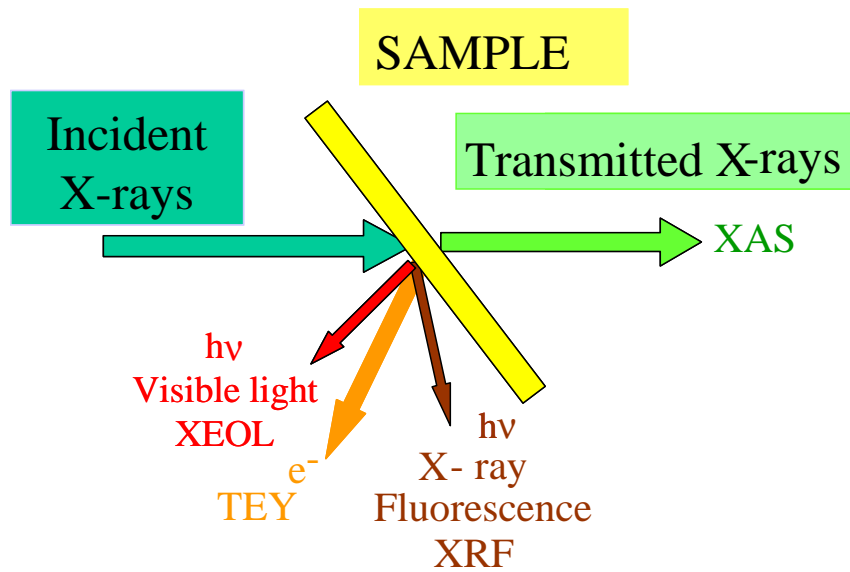 SAMPLE
Incident
X-rays
Transmitted X-rays
XAS
hν
Visible light
XEOL
e-
TEY
hν
X- ray
Fluorescence
XRF